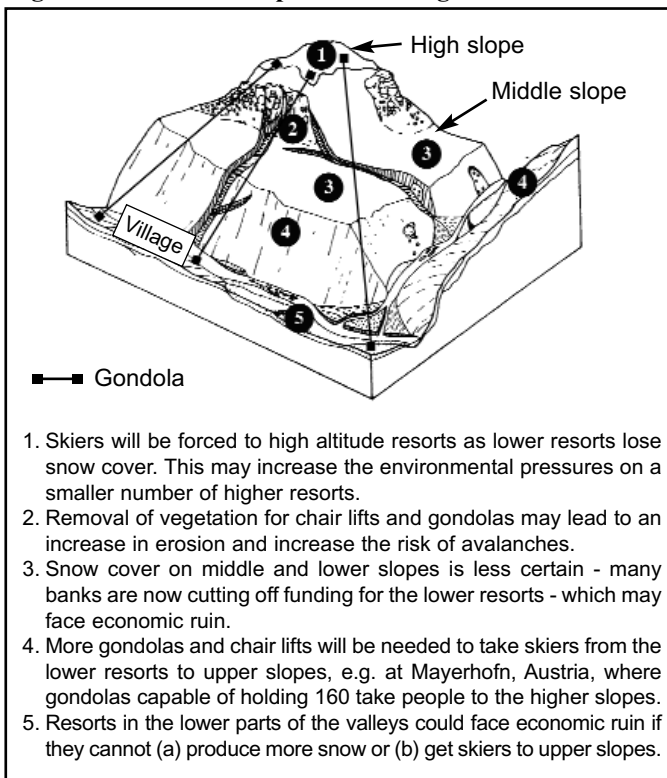 1
High slope
Middle slope
2
3
3
4
4
Village
5
Gondola
1. Skiers will be forced to high altitude resorts as lower resorts lose
snow cover. This may increase the environmental pressures on a
smaller number of higher resorts.
2. Removal of vegetation for chair lifts and gondolas may lead to an
increase in erosion and increase the risk of avalanches.
3. Snow cover on middle and lower slopes is less certain - many
banks are now cutting off funding for the lower resorts - which may
face economic ruin.
4. More gondolas and chair lifts will be needed to take skiers from the
lower resorts to upper slopes, e.g. at Mayerhofn, Austria, where
gondolas capable of holding 160 take people to the higher slopes.
5. Resorts in the lower parts of the valleys could face economic ruin if
they cannot (a) produce more snow or (b) get skiers to upper slopes.